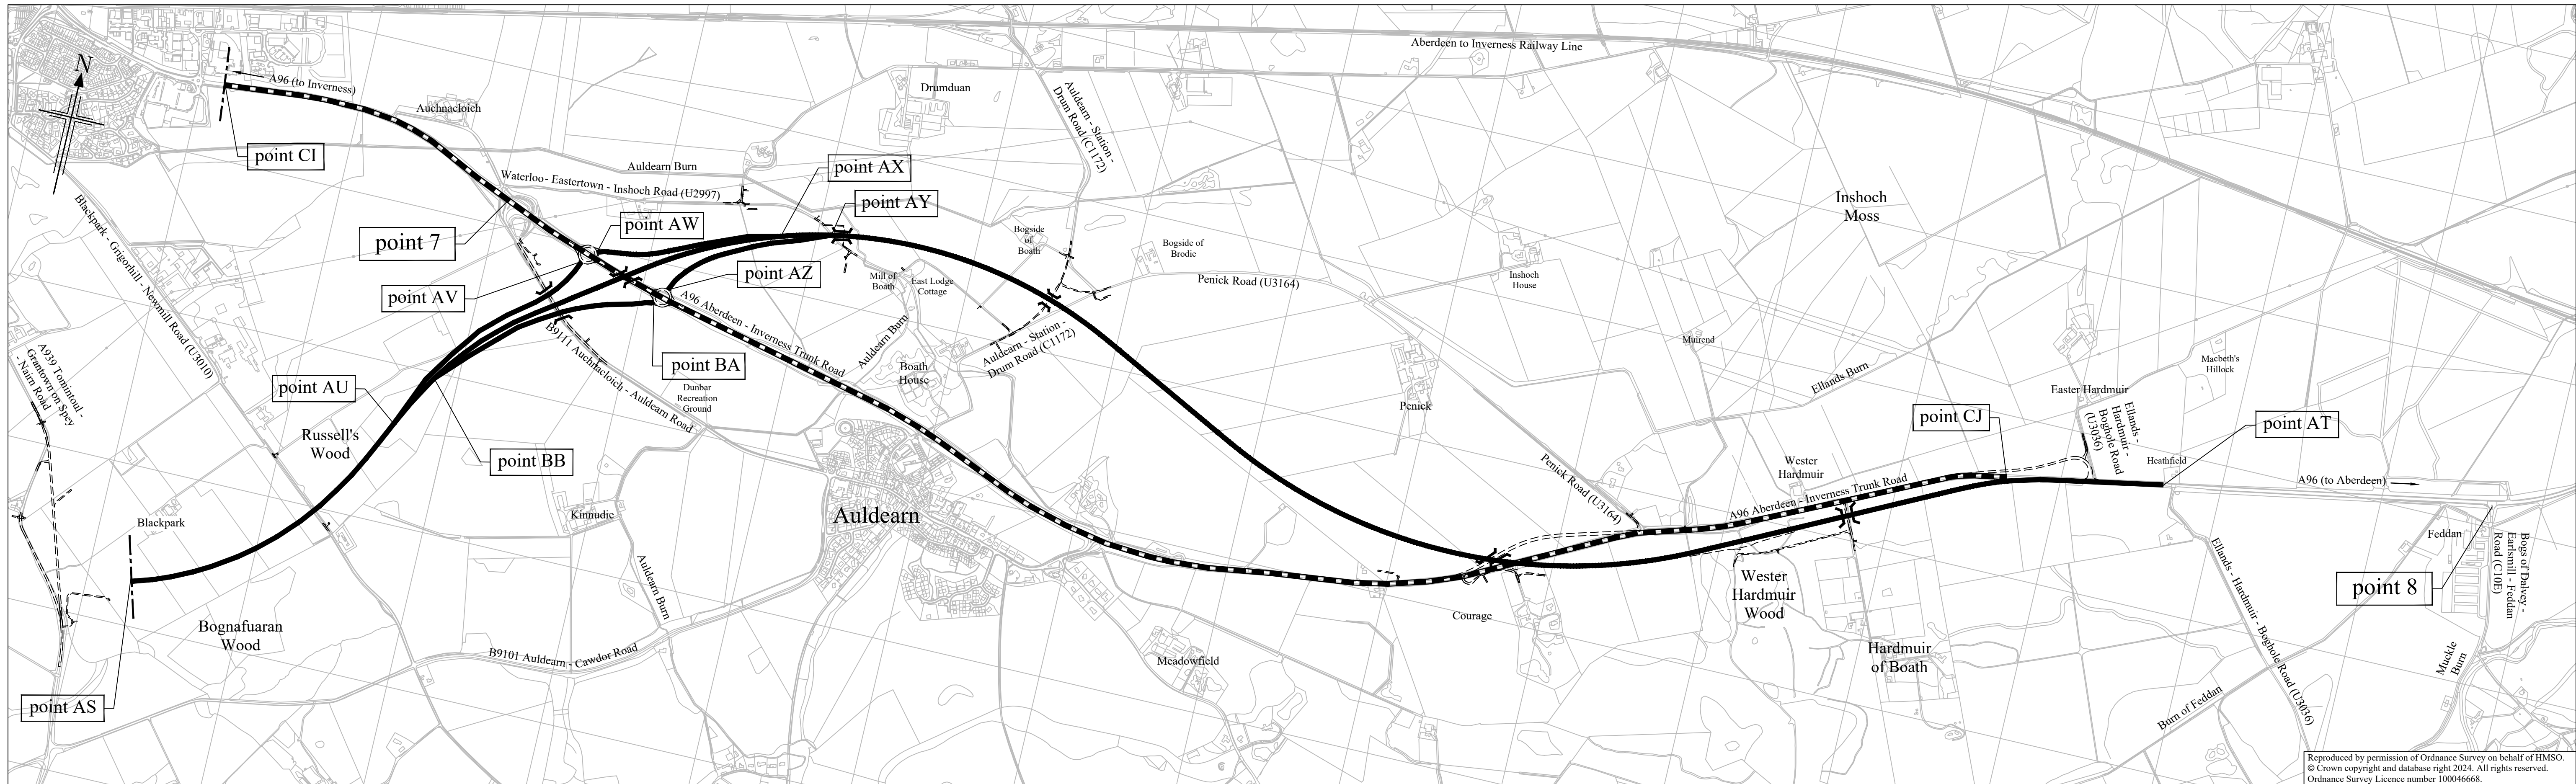 Aberdeen to Inverness Railway Line
N
A96 (to Inverness)
Auchnacloich
Drumduan
Auldearn - Station -
Drum Road (C1172)
point CI
Auldearn Burn
point AX
Waterloo - Eastertown - Inshoch Road (U2997)
point AY
Inshoch
Moss
point AW
point 7
Blackpark - Grigorhill - Newmill Road (U3010)
Bogside
of
Boath
Bogside of
Brodie
point AZ
Mill of
Boath
East Lodge
Cottage
Penick Road (U3164)
Inshoch
House
point AV
A96 Aberdeen - Inverness Trunk Road
B9111 Auchnacloich - Auldearn Road
Auldearn Burn
Auldearn - Station -
Drum Road (C1172)
Muirend
A939 Tomintoul -
Grantown on Spey
- Nairn Road
point BA
Boath
House
Macbeth's
Hillock
Ellands Burn
point AU
Dunbar
Recreation
Ground
Easter Hardmuir
Penick
Ellands -
Hardmuir -
Boghole Road
(U3036)
point CJ
point AT
Russell's
Wood
point BB
Penick Road (U3164)
Wester
Hardmuir
Heathfield
A96 (to Aberdeen)
A96 Aberdeen - Inverness Trunk Road
Auldearn
Kinnudie
Blackpark
Feddan
Bogs of Dalvey -
Earlsmill - Feddan
Road (C10E)
Ellands - Hardmuir - Boghole Road (U3036)
point 8
Wester
Hardmuir
Wood
Auldearn Burn
Courage
Bognafuaran
Wood
B9101 Auldearn - Cawdor Road
Meadowfield
Hardmuir
of Boath
Muckle
Burn
point AS
Burn of Feddan
Reproduced by permission of Ordnance Survey on behalf of HMSO.
© Crown copyright and database right 2024. All rights reserved.
Ordnance Survey Licence number 100046668.